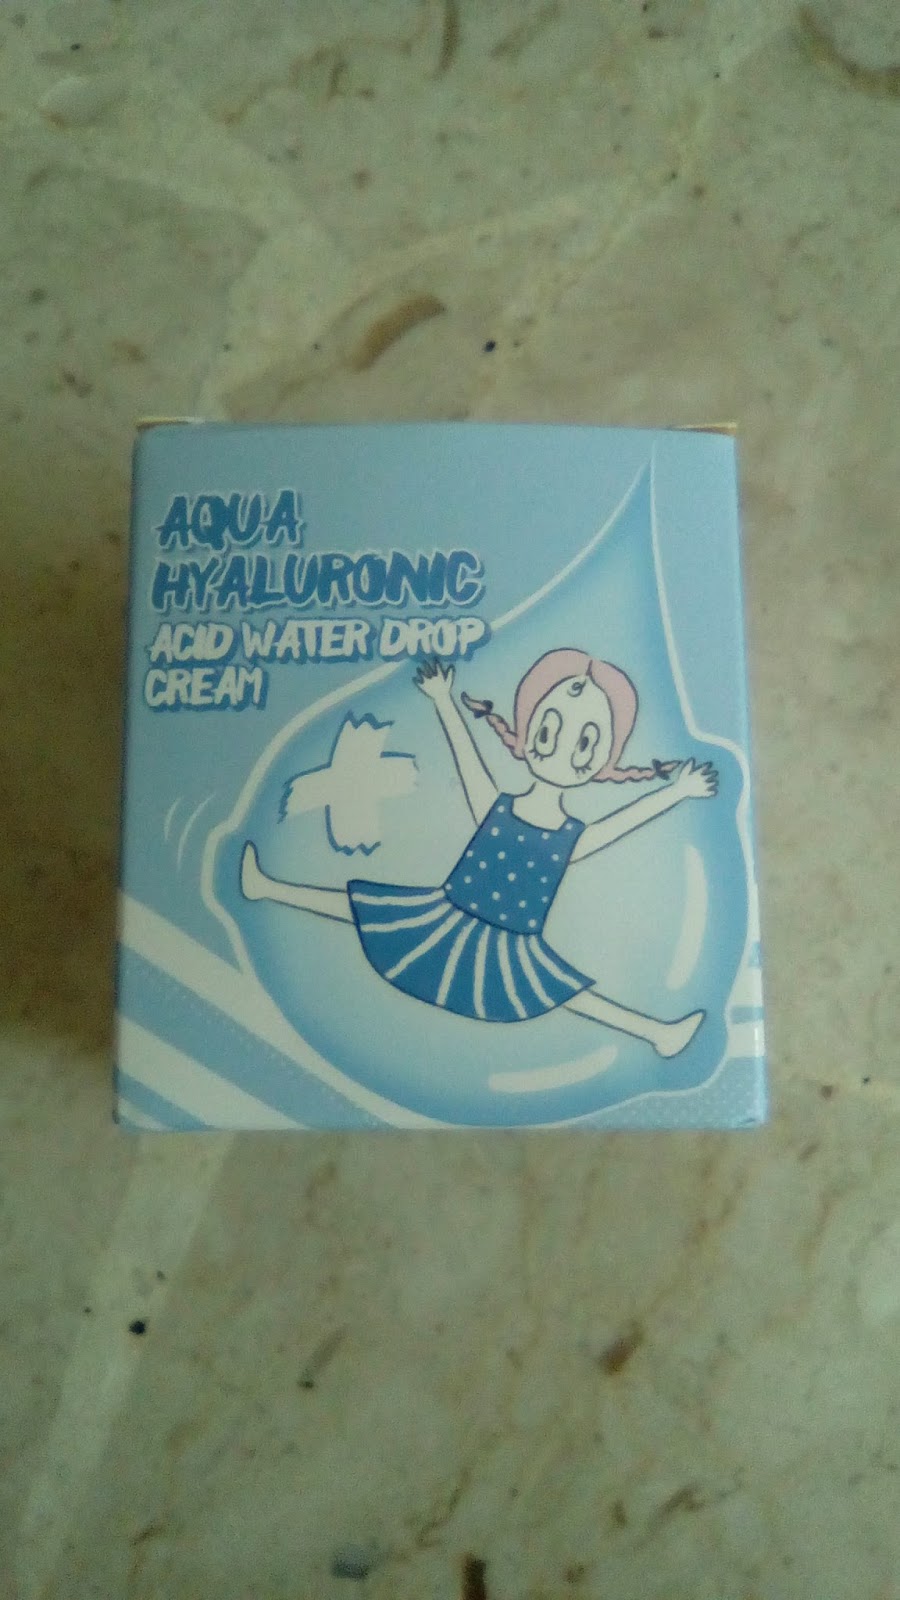 AQUA
HYALURONIC
ACID WATER DROP
CREAM